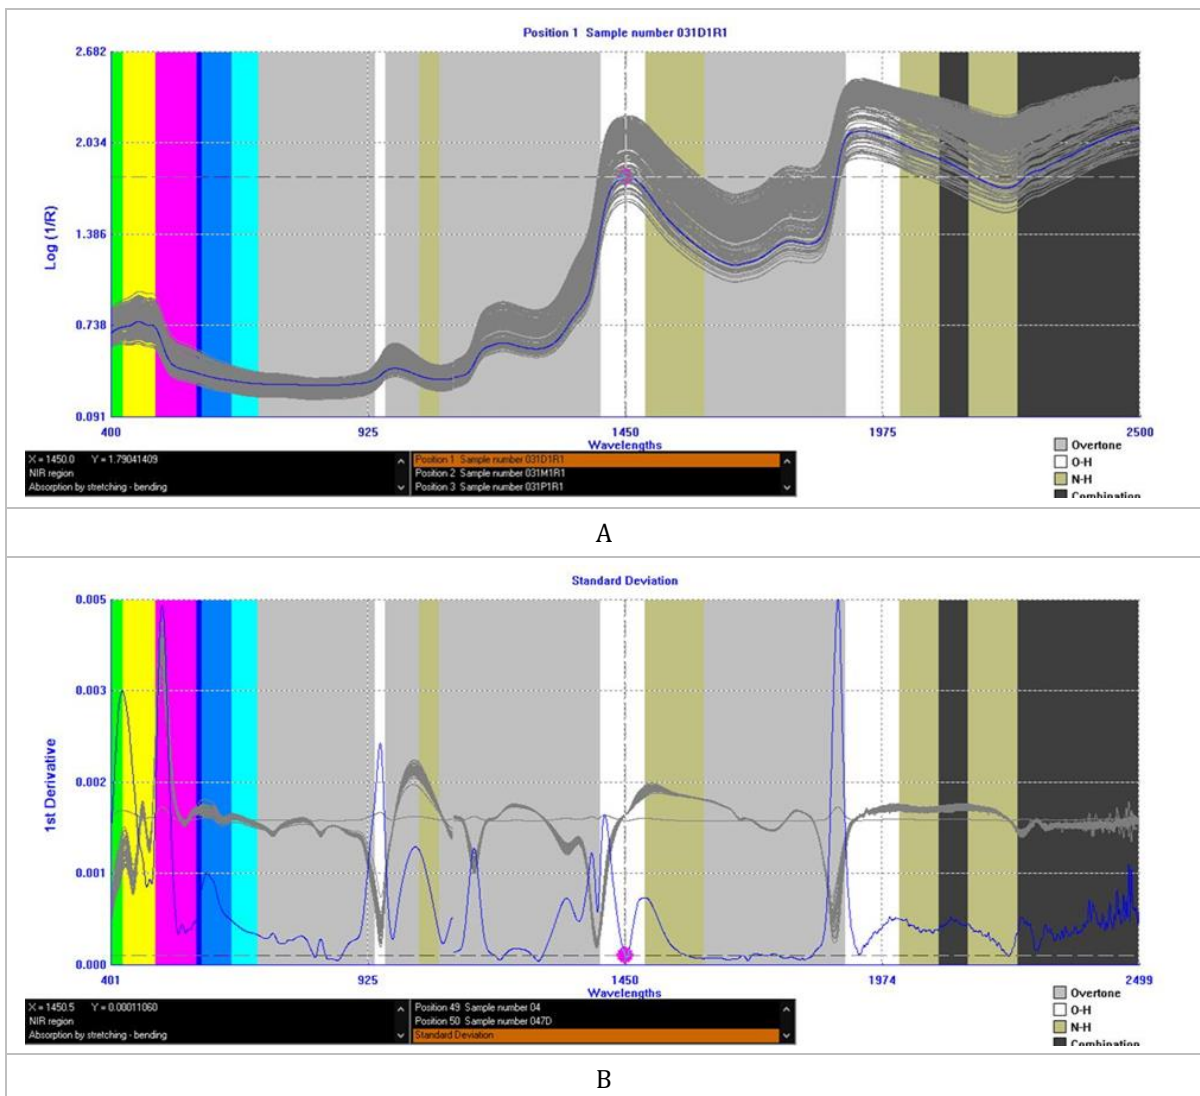 Position 1 Sample number 031D1R1
2.682
2.034
1.386
0.738
0.091
Log (1/R)
400 925 1450 1975 2500
Wavelengths
X = 1450.0 Y = 1.79041409
NIR region
Absorption by stretching - bending
Position 1 Sample number 031D1R1
Position 2 Sample number 031M1R1
Position 3 Sample number 031P1R1
Overtone
O-H
N-H
Combination
A
Standard Deviation
0.005
0.003
0.002
0.001
0.000
1st Derivative
401 925 1450 1974 2499
Wavelengths
X = 1450.5 Y = 0.00011060
NIR region
Absorption by stretching - bending
Position 49 Sample number 04
Position 50 Sample number 047D
Standard Deviation
Overtone
O-H
N-H
Combination
B